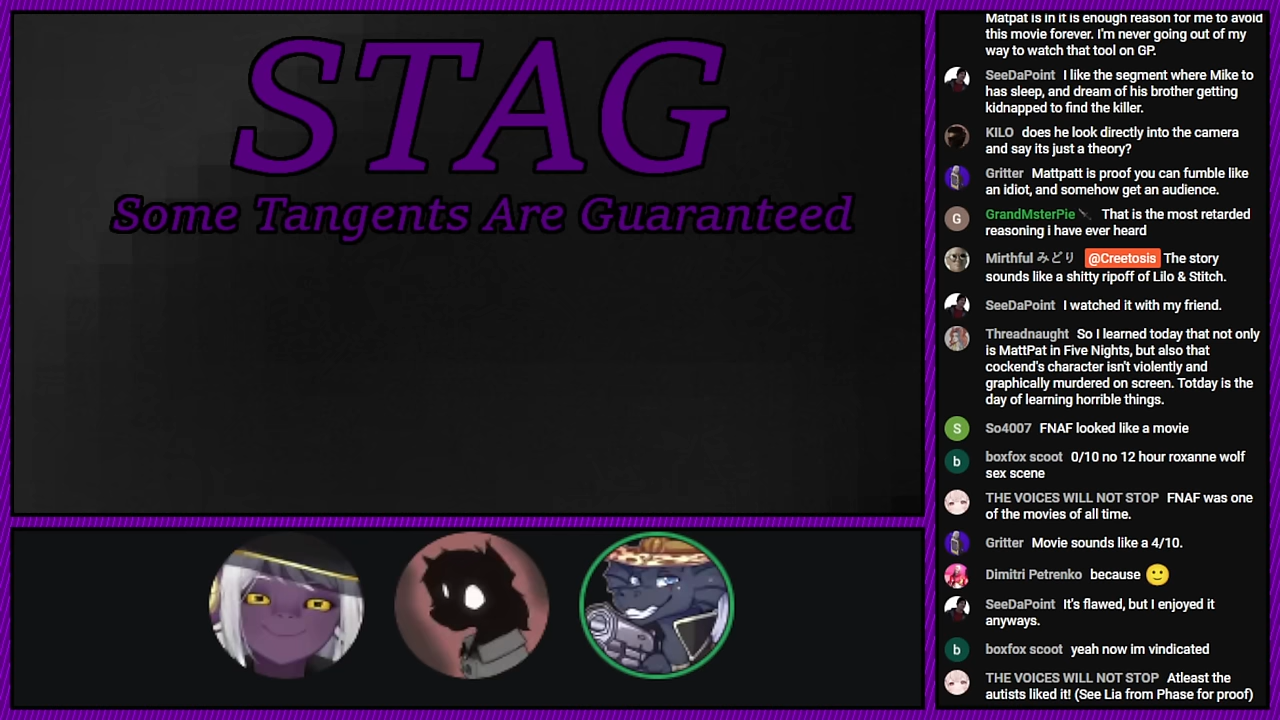 STAG
Some Tangents Are Guaranteed
Matpat is in it is enough reason for me to avoid
this movie forever. I'm never going out of my
way to watch that tool on GP.
SeeDaPoint I like the segment where Mike to
has sleep, and dream of his brother getting
kidnapped to find the killer.
KILO does he look directly into the camera
and say its just a theory?
Gritter Mattpatt is proof you can fumble like
an idiot, and somehow get an audience.
G
GrandMsterPie That is the most retarded
reasoning i have ever heard
Mirthful みどり @Creetosis The story
sounds like a shitty ripoff of Lilo & Stitch.
SeeDaPoint I watched it with my friend.
Threadnaught So I learned today that not only
is MattPat in Five Nights, but also that
cockend's character isn't violently and
graphically murdered on screen. Totday is the
day of learning horrible things.
S
So4007 FNAF looked like a movie
b
boxfox scoot 0/10 no 12 hour roxanne wolf
sex scene
THE VOICES WILL NOT STOP FNAF was one
of the movies of all time.
Gritter Movie sounds like a 4/10.
Dimitri Petrenko because 🙂
SeeDaPoint It's flawed, but I enjoyed it
anyways.
b
boxfox scoot yeah now im vindicated
THE VOICES WILL NOT STOP Atleast the
autists liked it! (See Lia from Phase for proof)